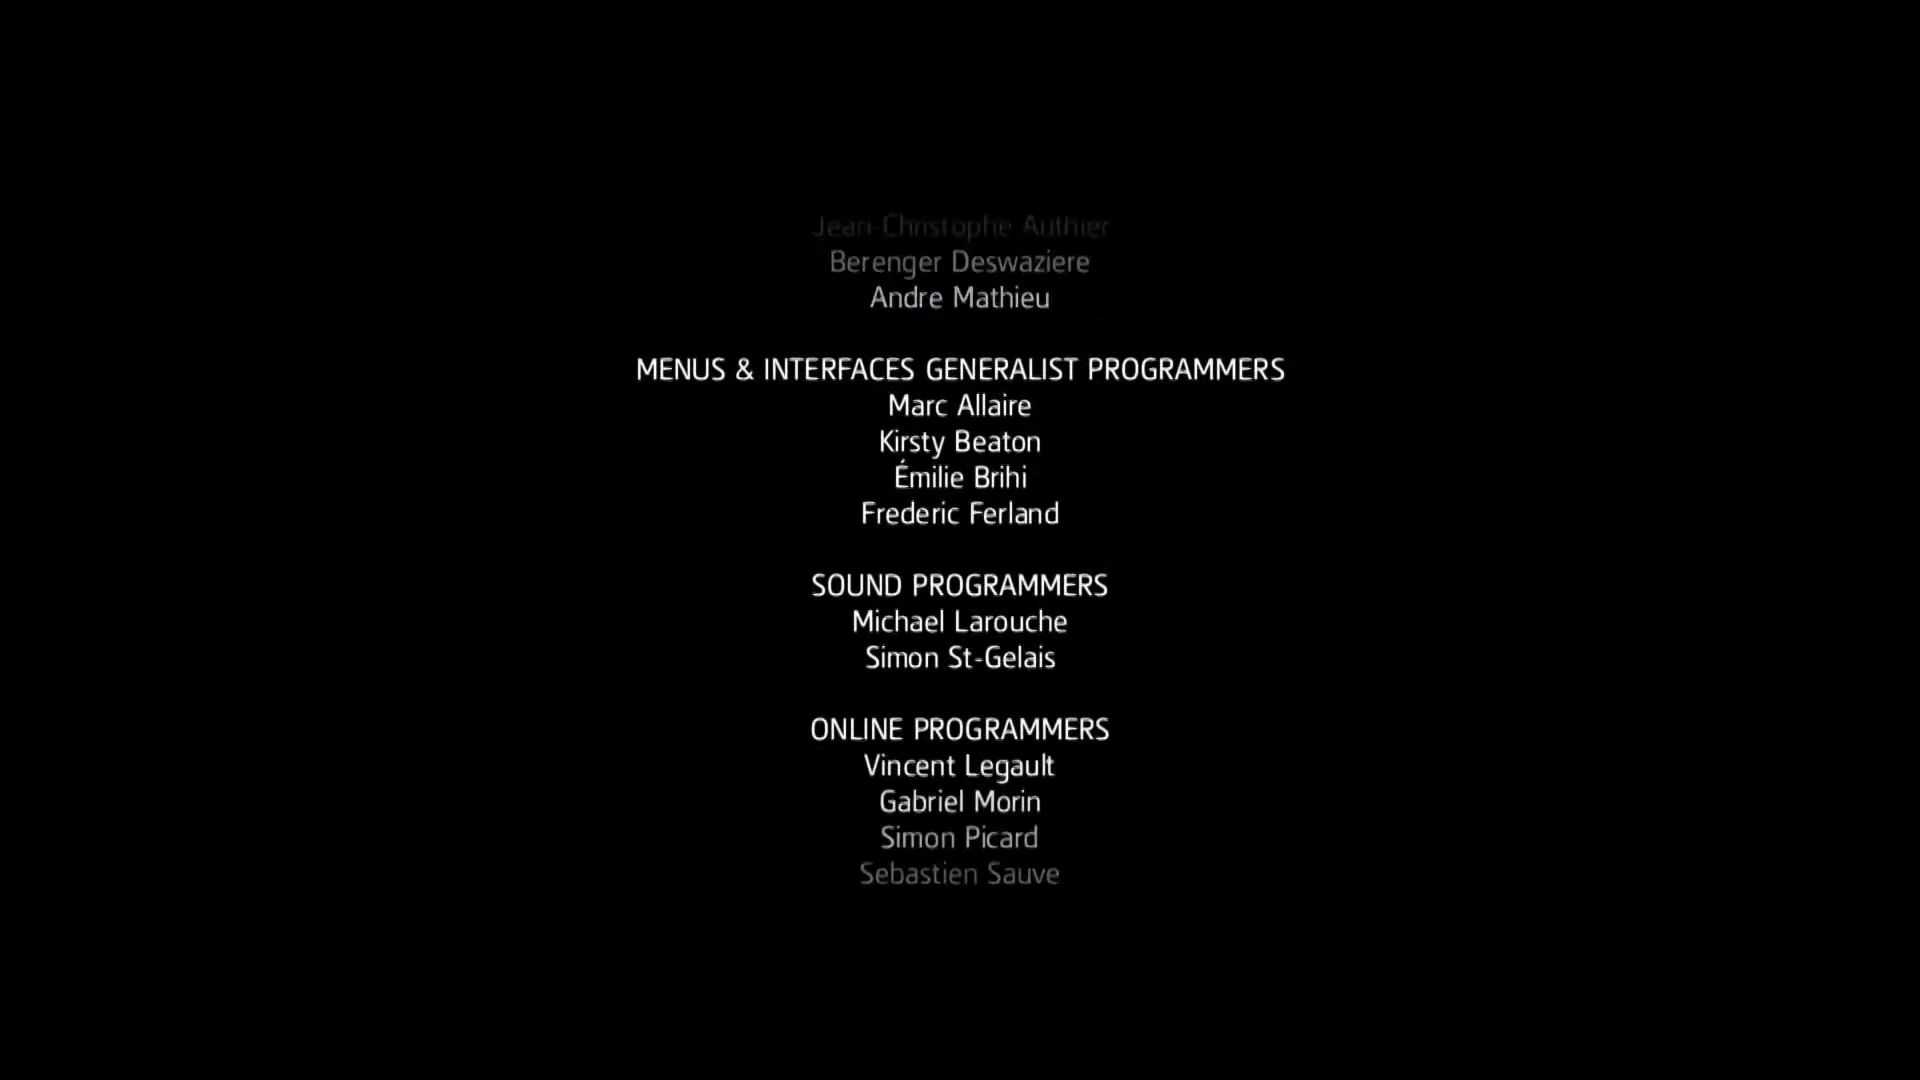 Jean-Christophe Authier
Berenger Deswaziere
Andre Mathieu
MENUS & INTERFACES GENERALIST PROGRAMMERS
Marc Allaire
Kirsty Beaton
Émilie Brihi
Frederic Ferland
SOUND PROGRAMMERS
Michael Larouche
Simon St-Gelais
ONLINE PROGRAMMERS
Vincent Legault
Gabriel Morin
Simon Picard
Sebastien Sauve